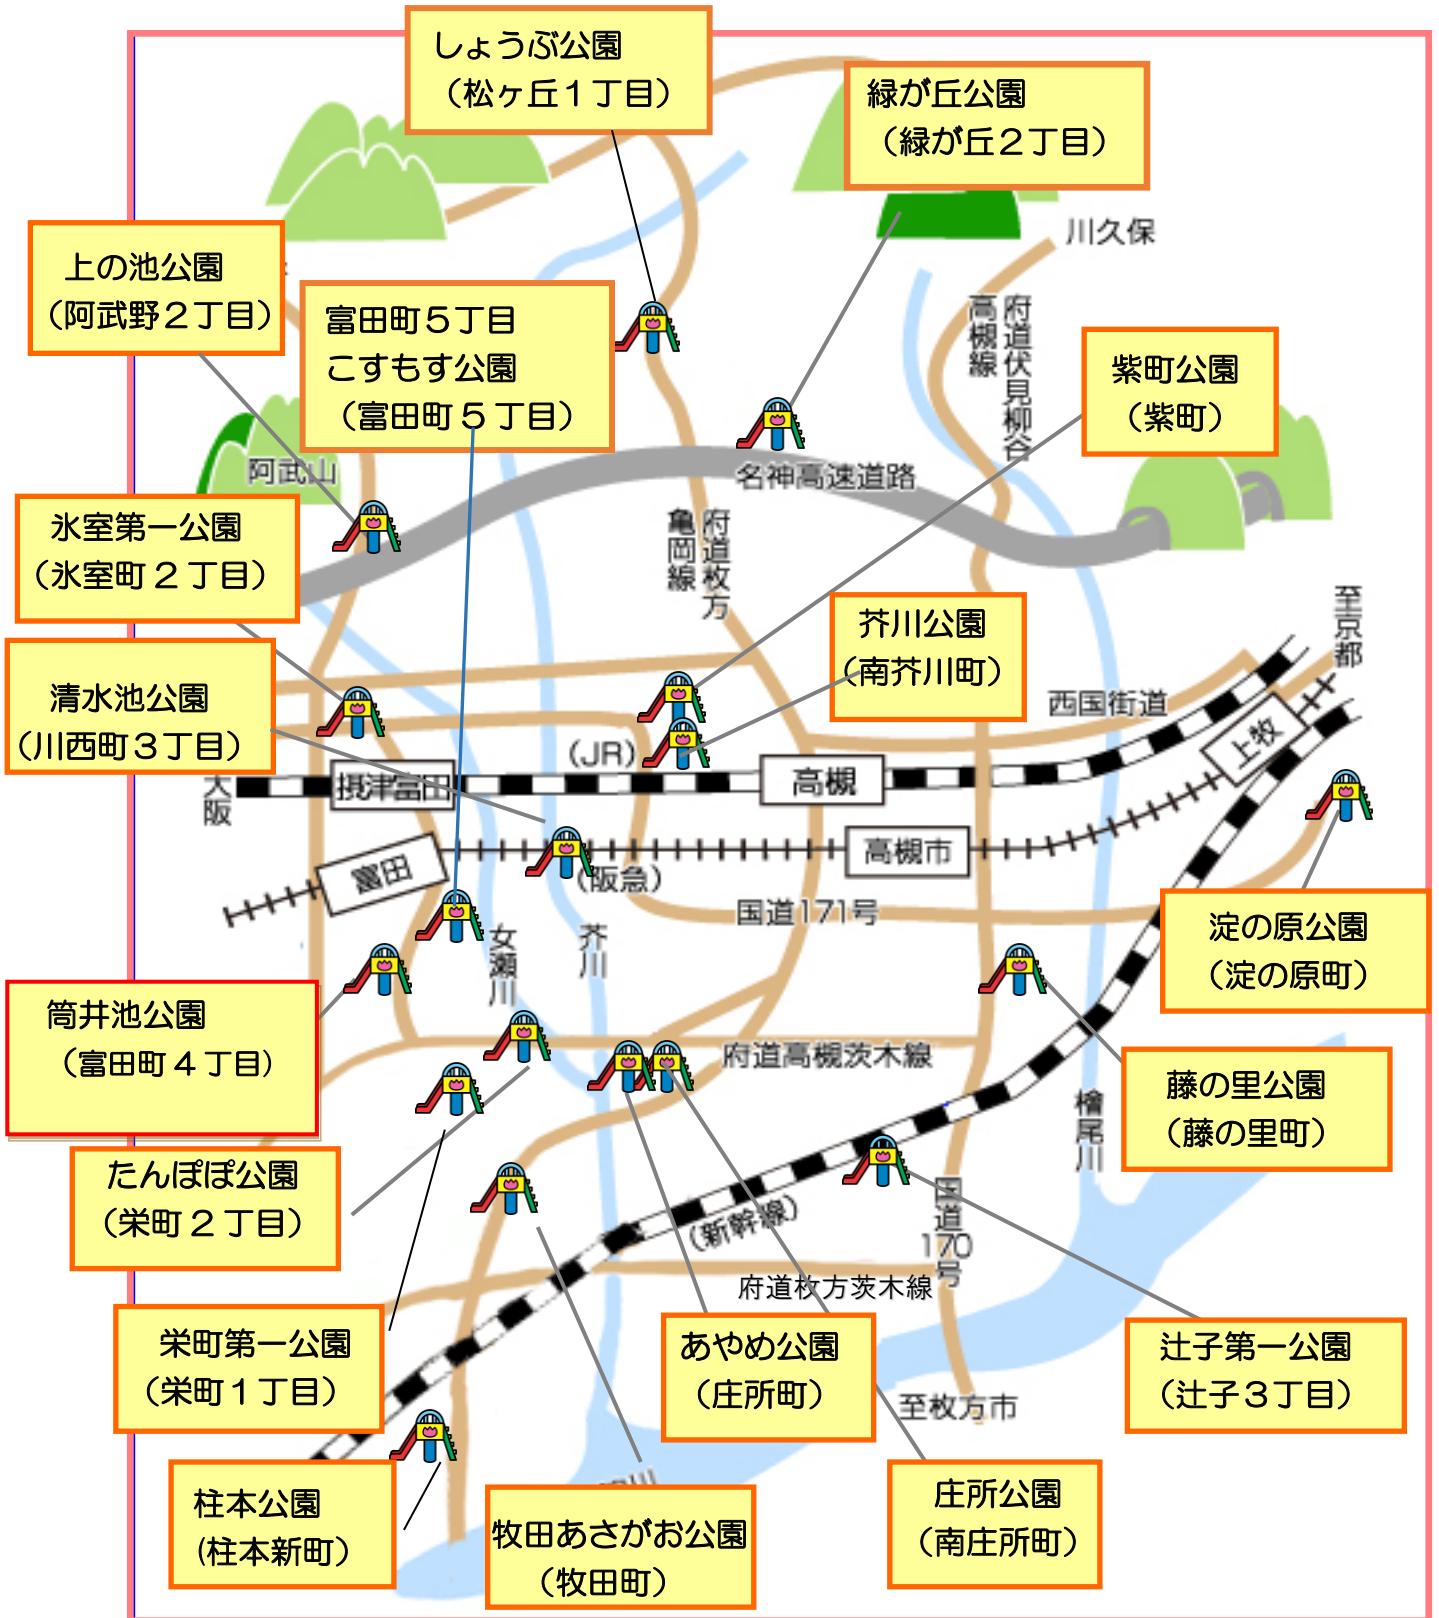 しょうぶ公園
（松ヶ丘１丁目）
緑が丘公園
（緑が丘２丁目）
川久保
上の池公園
（阿武野２丁目）
富田町５丁目
こすもす公園
（富田町５丁目）
府道伏見柳谷
高槻線
紫町公園
（紫町）
阿武山
名神高速道路
氷室第一公園
（氷室町２丁目）
府道枚方
亀岡線
至京都
芥川公園
（南芥川町）
清水池公園
（川西町３丁目）
西国街道
（JR）
上牧
大阪
摂津富田
高槻
高槻市
富田
（阪急）
国道171号
淀の原公園
（淀の原町）
女瀬川
芥川
筒井池公園
（富田町４丁目）
府道高槻茨木線
藤の里公園
（藤の里町）
檜尾川
たんぽぽ公園
（栄町２丁目）
国道170号
（新幹線）
府道枚方茨木線
栄町第一公園
（栄町１丁目）
あやめ公園
（庄所町）
辻子第一公園
（辻子３丁目）
至枚方市
柱本公園
（柱本新町）
牧田あさがお公園
（牧田町）
庄所公園
（南庄所町）